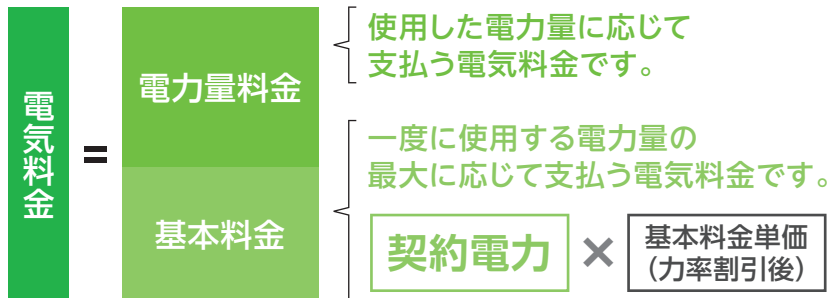 電気料金
=
電力量料金
使用した電力量に応じて
支払う電気料金です。
基本料金
一度に使用する電力量の
最大に応じて支払う電気料金です。
契約電力
×
基本料金単価
（力率割引後）